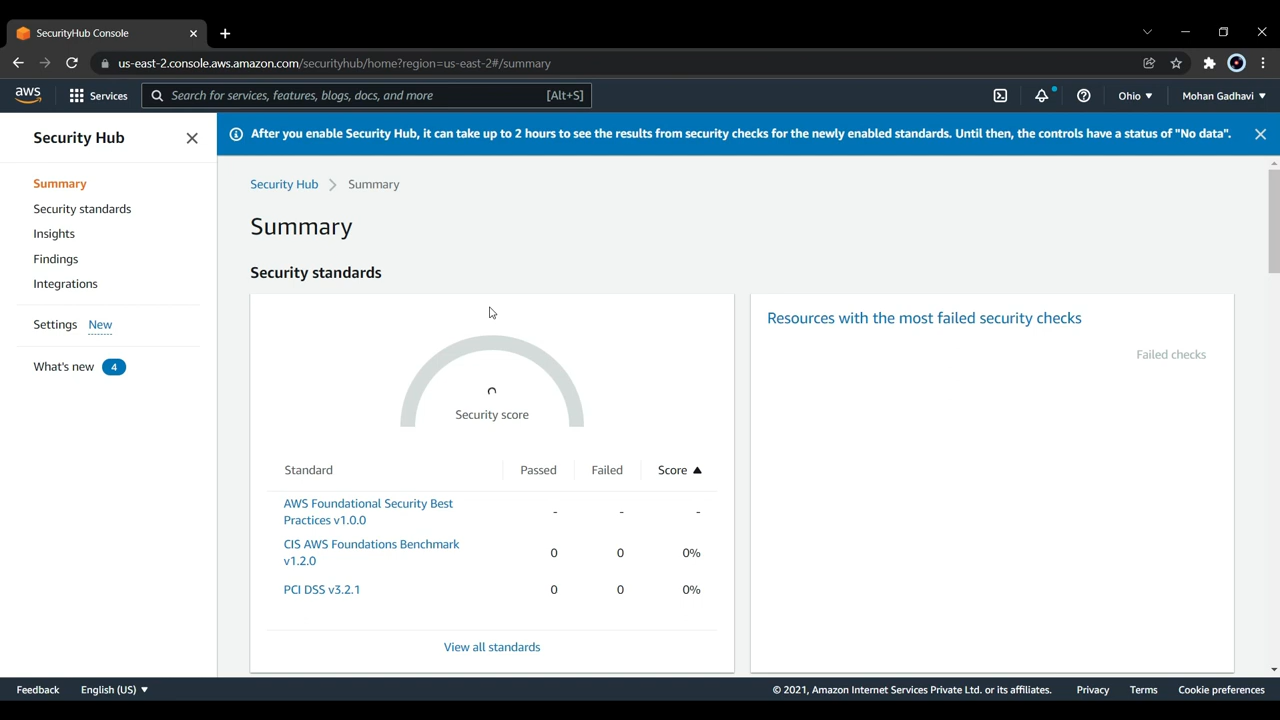 SecurityHub Console
us-east-2.console.aws.amazon.com/securityhub/home?region=us-east-2#/summary
aws Services Search for services, features, blogs, docs, and more [Alt+S] Ohio Mohan Gadhavi
Security Hub
After you enable Security Hub, it can take up to 2 hours to see the results from security checks for the newly enabled standards. Until then, the controls have a status of "No data".
Summary
Security standards
Insights
Findings
Integrations
Settings New
What's new 4
Security Hub Summary
Summary
Security standards
Security score
Standard Passed Failed Score
AWS Foundational Security Best
Practices v1.0.0 - - -
CIS AWS Foundations Benchmark
v1.2.0 0 0 0%
PCI DSS v3.2.1 0 0 0%
View all standards
Resources with the most failed security checks
Failed checks
Feedback English (US) © 2021, Amazon Internet Services Private Ltd. or its affiliates. Privacy Terms Cookie preferences